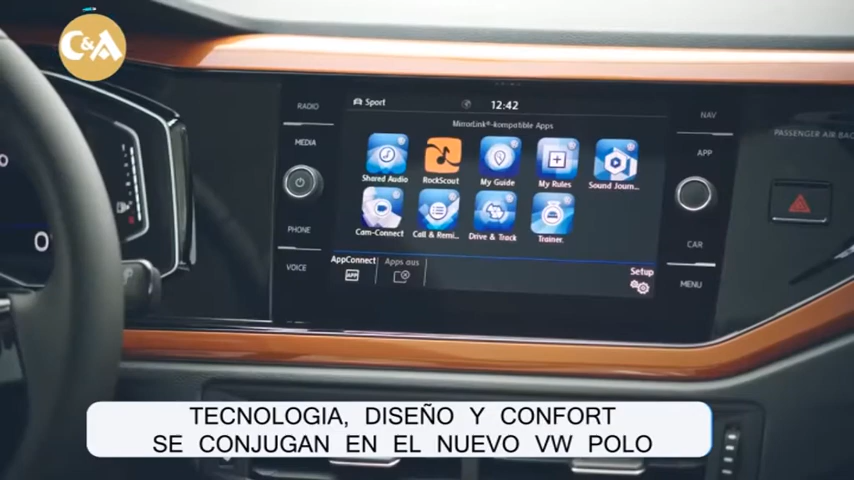 C&A
RADIO
MEDIA
PHONE
VOICE
Sport
12:42
MirrorLink®-kompatible Apps
Shared Audio
RockScout
My Guide
My Rules
Sound Journ...
Cam-Connect
Call & Remi...
Drive & Track
Trainer.
AppConnect
Apps aus
APP
Setup
NAV
APP
CAR
MENU
PASSENGER AIR BAG
0
TECNOLOGIA, DISEÑO Y CONFORT
SE CONJUGAN EN EL NUEVO VW POLO